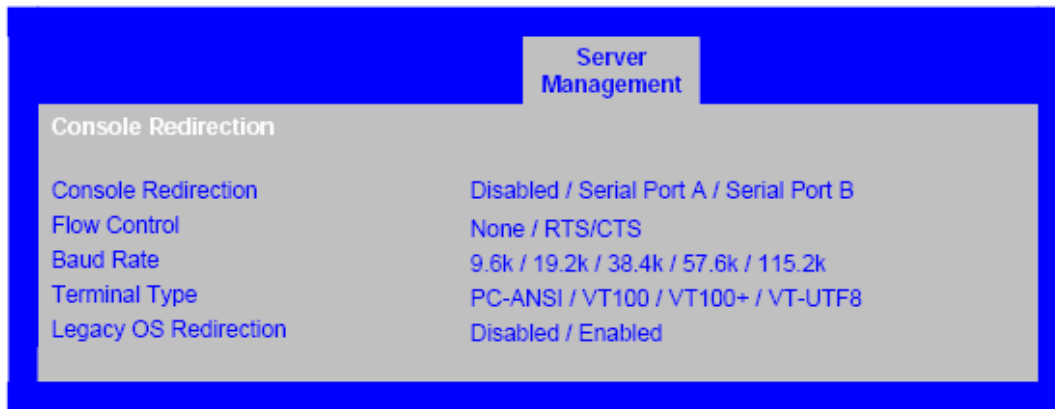 Server
Management
Console Redirection
Console Redirection Disabled / Serial Port A / Serial Port B
Flow Control None / RTS/CTS
Baud Rate 9.6k / 19.2k / 38.4k / 57.6k / 115.2k
Terminal Type PC-ANSI / VT100 / VT100+ / VT-UTF8
Legacy OS Redirection Disabled / Enabled